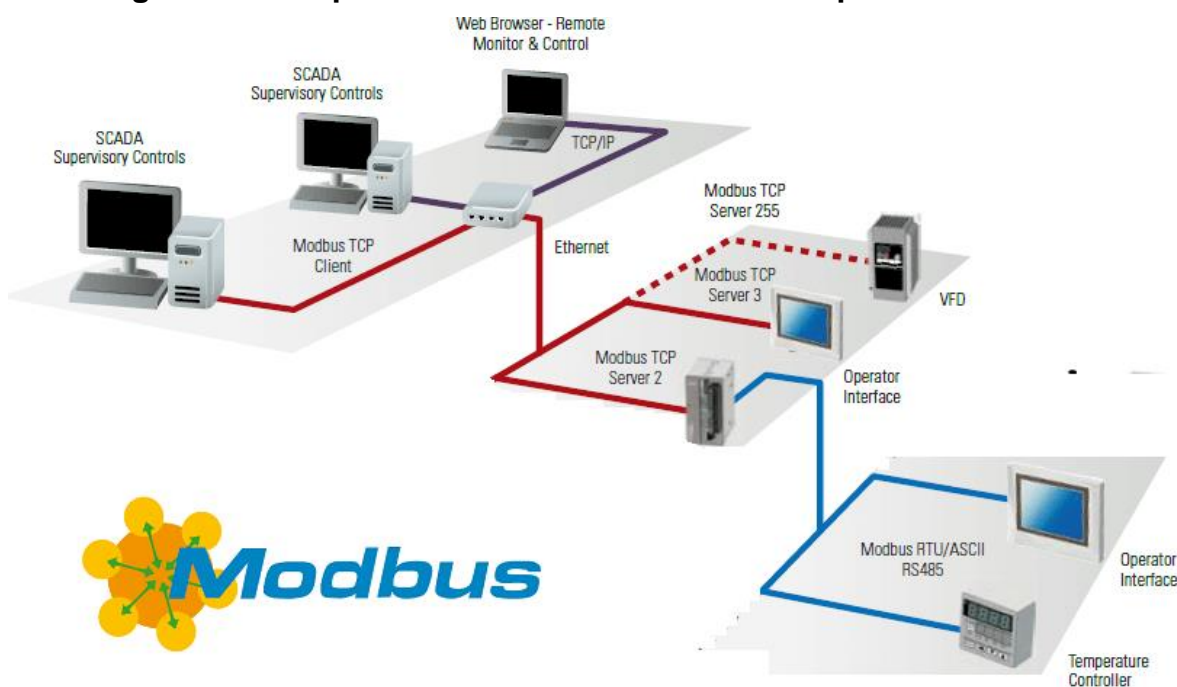 Web Browser - Remote
Monitor & Control
SCADA
Supervisory Controls
SCADA
Supervisory Controls
TCP/IP
Modbus TCP
Client
Ethernet
Modbus TCP
Server 255
Modbus TCP
Server 3
VFD
Modbus TCP
Server 2
Operator
Interface
Modbus RTU/ASCII
RS485
Operator
Interface
Temperature
Controller
Modbus